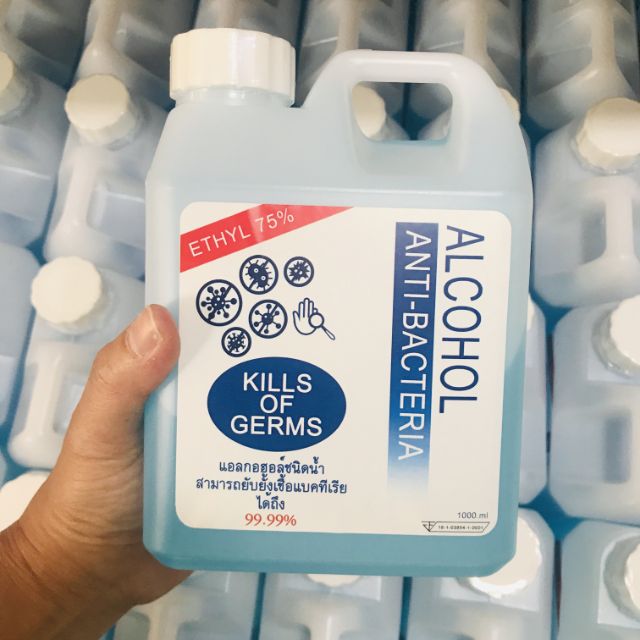 ETHYL 75%
ALCOHOL
ANTI-BACTERIA
KILLS
OF
GERMS
แอลกอฮอล์ชนิดน้ำ
สามารถยับยั้งเชื้อแบคทีเรีย
ได้ถึง
99.99%
1000 ml